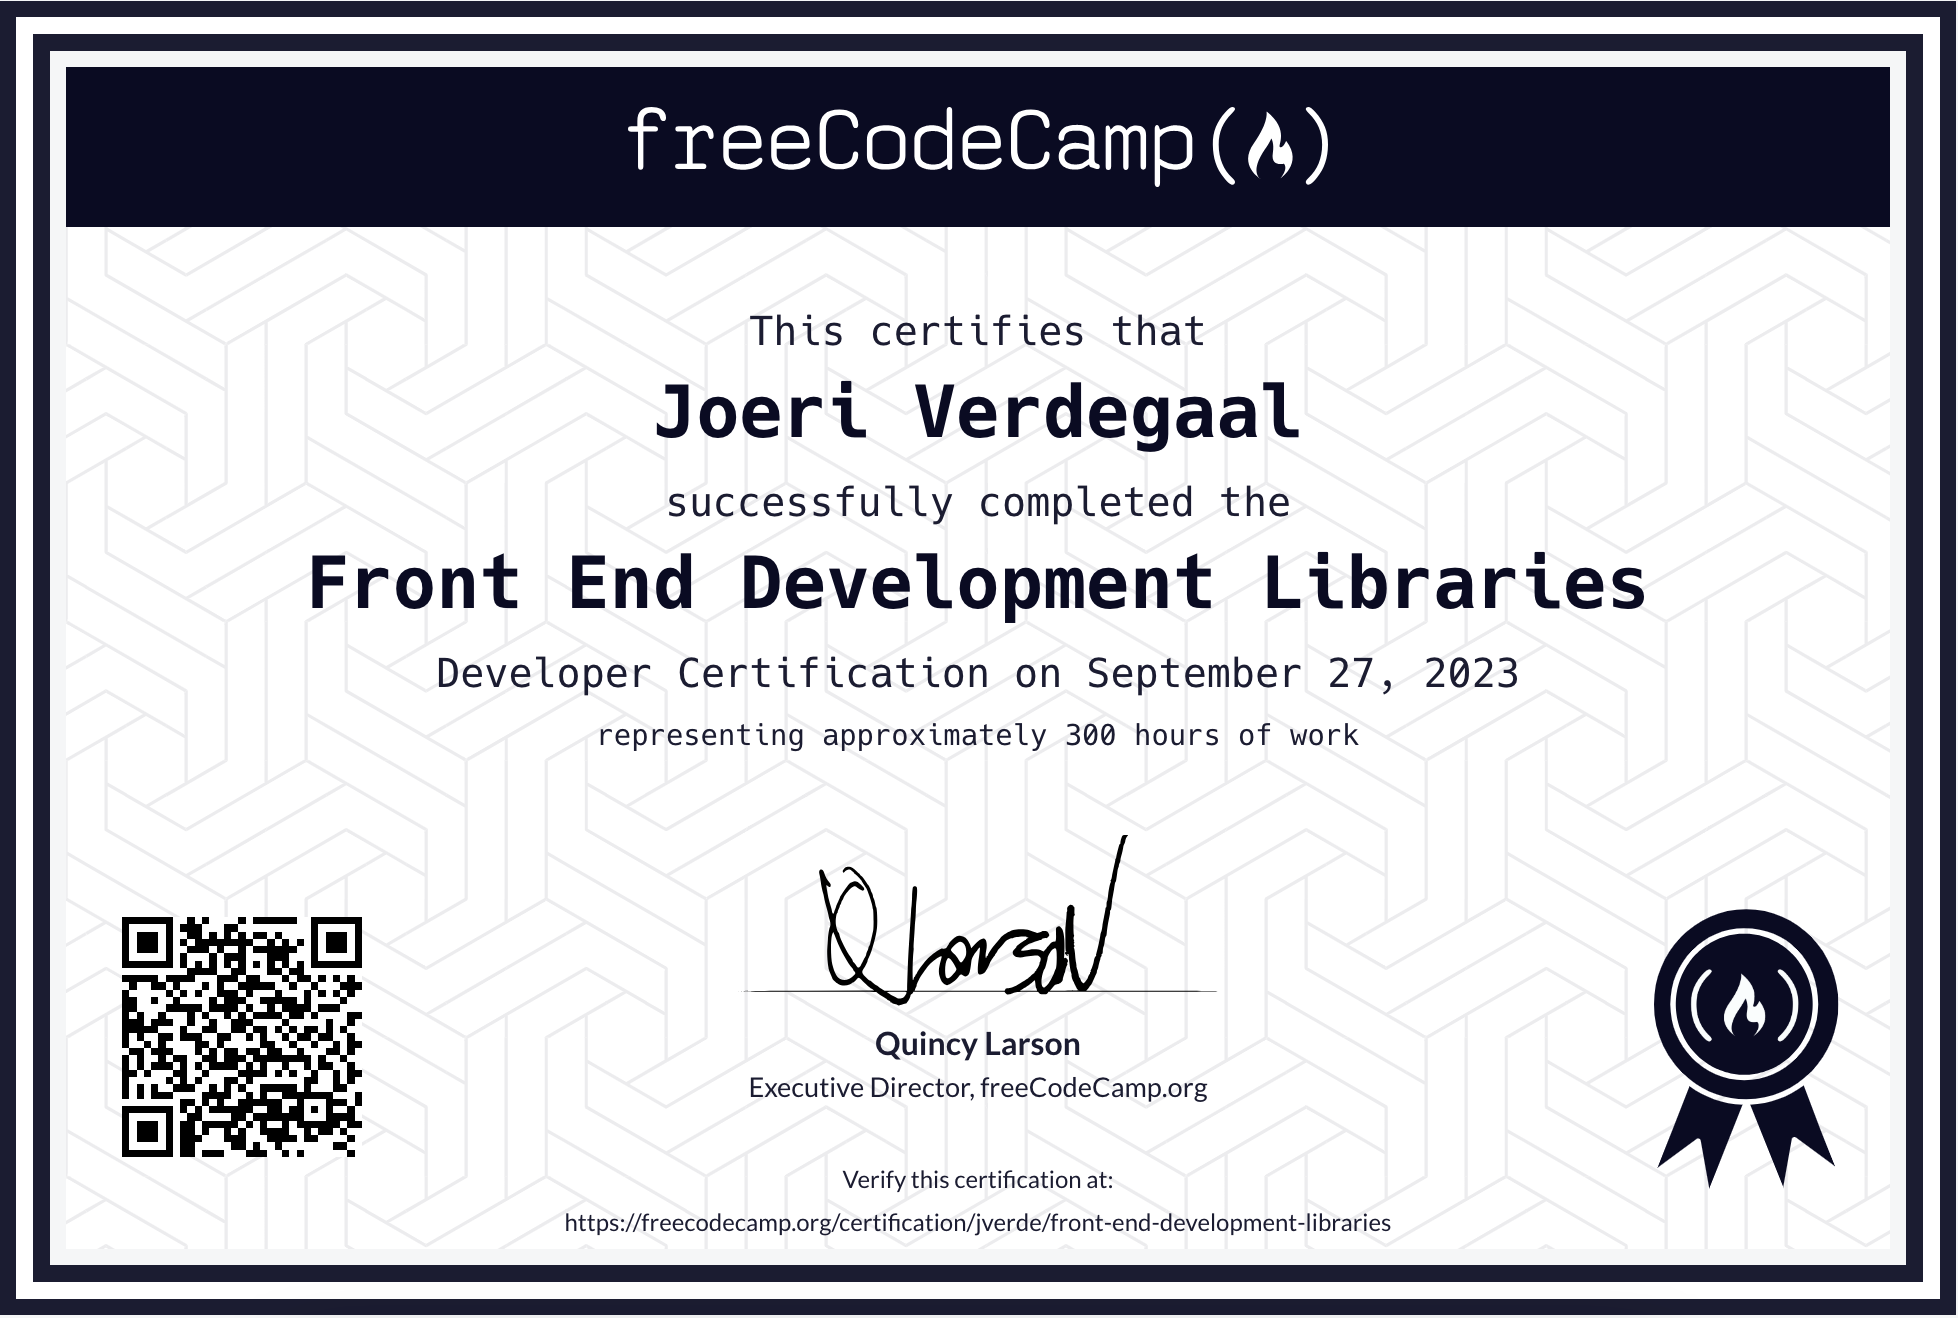 freeCodeCamp
This certifies that
Joeri Verdegaal
successfully completed the
Front End Development Libraries
Developer Certification on September 27, 2023
representing approximately 300 hours of work
Q Larson
Quincy Larson
Executive Director, freeCodeCamp.org
Verify this certification at:
https://freecodecamp.org/certification/jverde/front-end-development-libraries